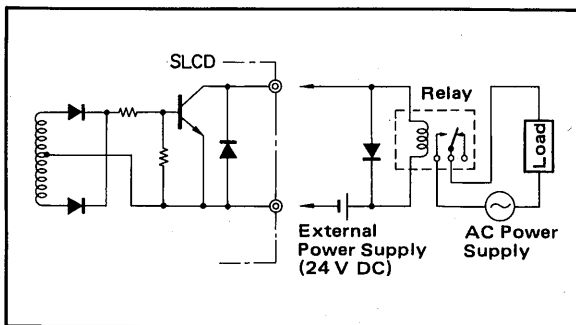 SLCD
Relay
Load
External
Power Supply
(24 V DC)
AC Power
Supply